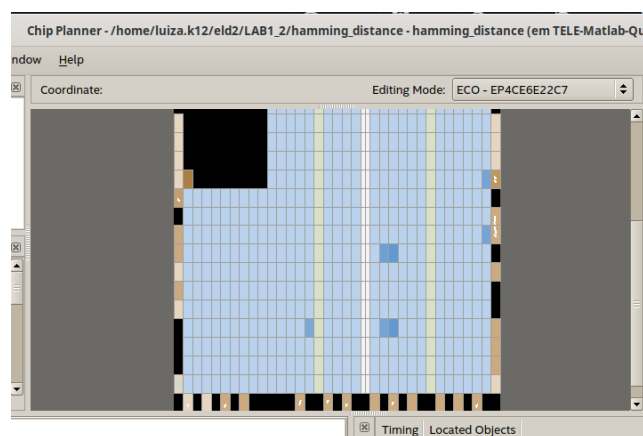 Chip Planner - /home/luiza.k12/eld2/LAB1_2/hamming_distance - hamming_distance (em TELE-Matlab-Qu
ndow Help
Coordinate: Editing Mode: ECO - EP4CE6E22C7
Timing Located Objects